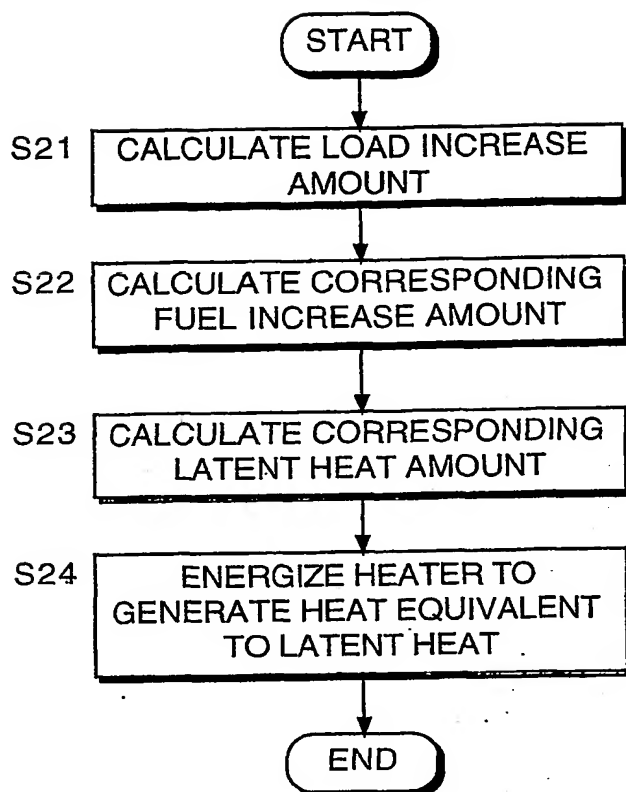 START
S21 CALCULATE LOAD INCREASE
AMOUNT
S22 CALCULATE CORRESPONDING
FUEL INCREASE AMOUNT
S23 CALCULATE CORRESPONDING
LATENT HEAT AMOUNT
S24 ENERGIZE HEATER TO
GENERATE HEAT EQUIVALENT
TO LATENT HEAT
END